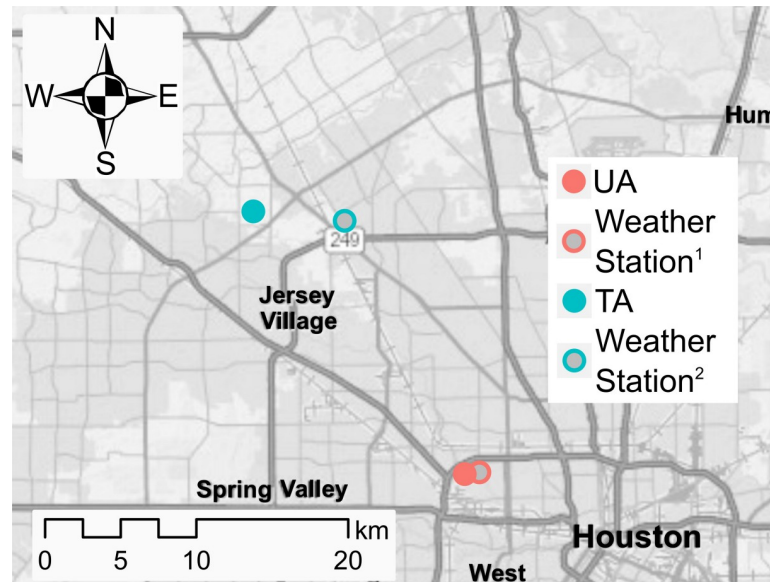 N
W E
S
Hum
UA
Weather
Station¹
TA
Weather
Station²
249
Jersey
Village
Spring Valley
km
0 5 10 20
Houston
West